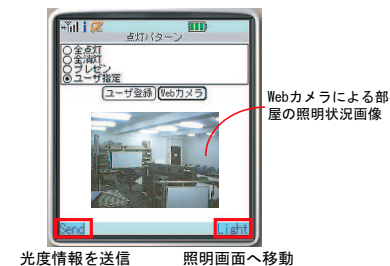 点灯パターン
全点灯
全消灯
プレゼン
ユーザ指定
ユーザ登録 Webカメラ
Webカメラによる部
屋の照明状況画像
Send Light
光度情報を送信 照明画面へ移動